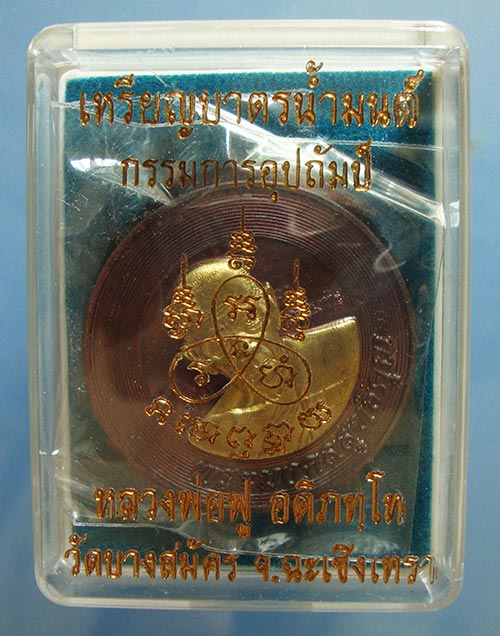 เหรียญบาตรน้ำมนต์
กรรมการอุปถัมป์
หลวงพ่อฟู อติภทฺโท
วัดบางสมัคร จ.ฉะเชิงเทรา